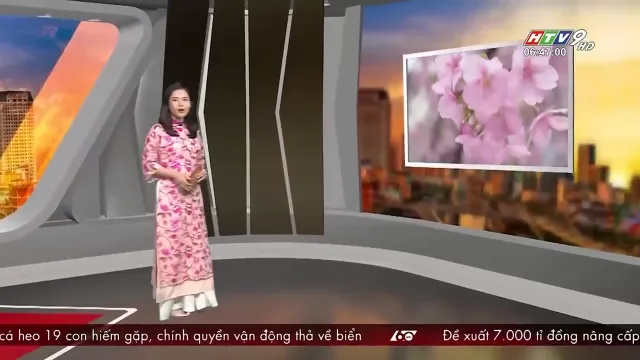 HTV9 HD
06:47:00
cá heo 19 con hiếm gặp, chính quyền vận động thả về biển
60
Đề xuất 7.000 tỉ đồng nâng cấp